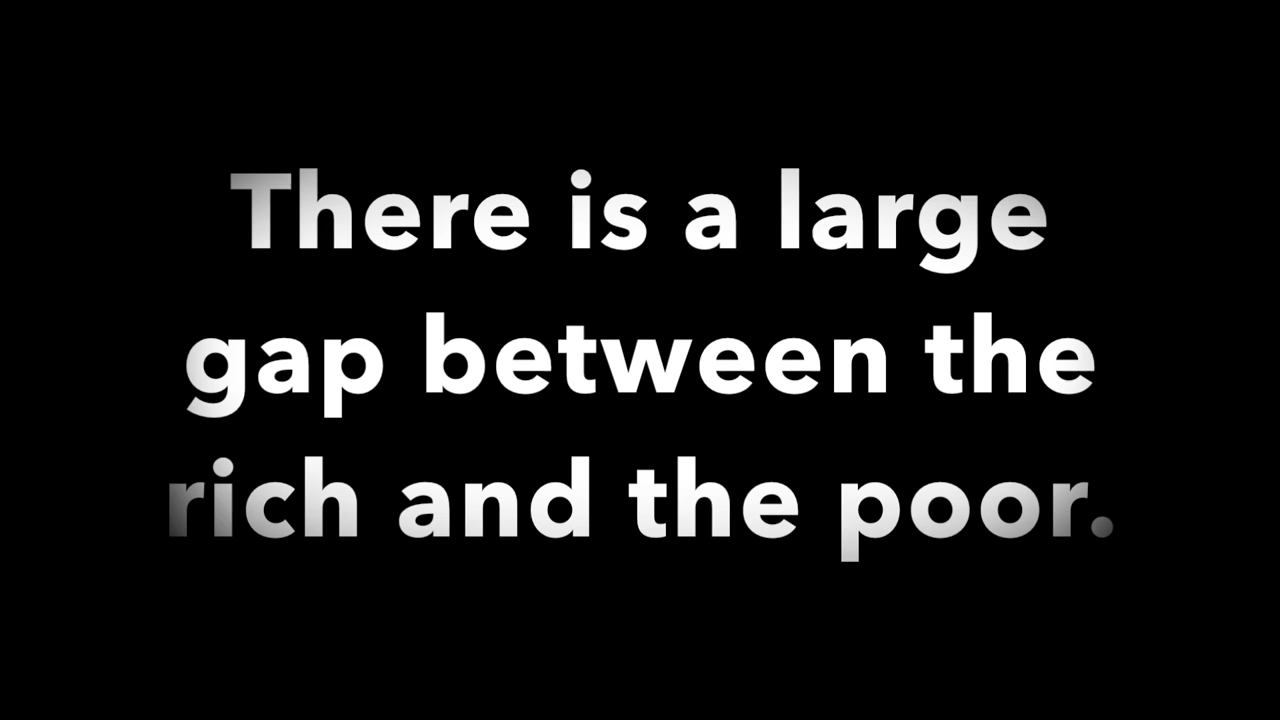 There is a large
gap between the
rich and the poor.